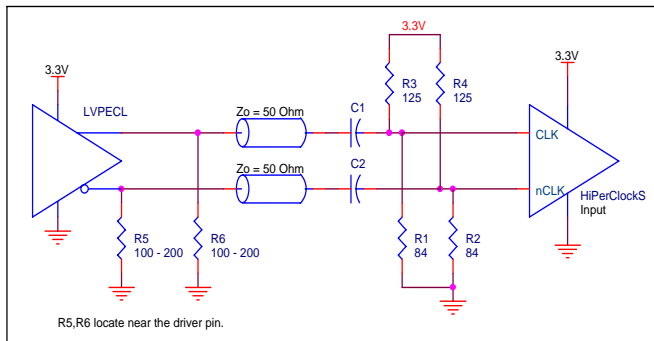 3.3V
3.3V
3.3V
LVPECL
R3
125
R4
125
Zo = 50 Ohm
C1
CLK
Zo = 50 Ohm
C2
nCLK
HiPerClockS
Input
R5
100 - 200
R6
100 - 200
R1
84
R2
84
R5,R6 locate near the driver pin.